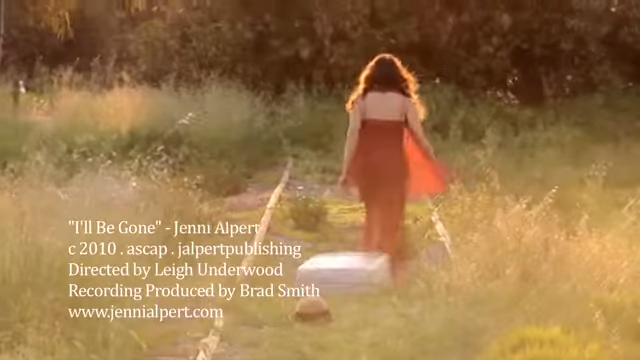 "I'll Be Gone" - Jenni Alpert
c 2010 . ascap . jalpertpublishing
Directed by Leigh Underwood
Recording Produced by Brad Smith
www.jennialpert.com